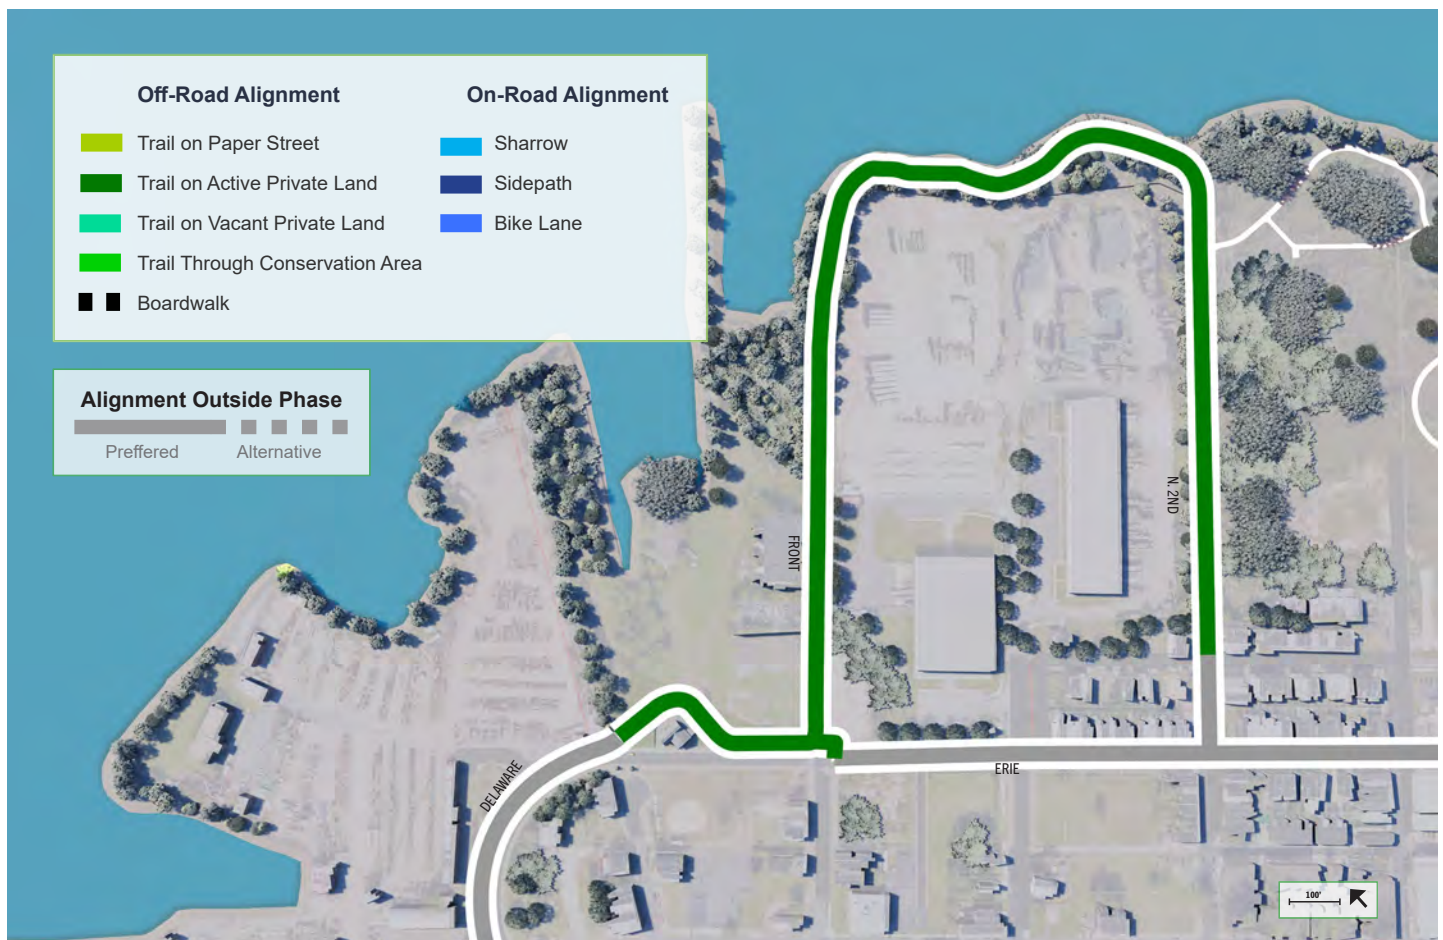 Off-Road Alignment
On-Road Alignment
Trail on Paper Street
Sharrow
Trail on Active Private Land
Sidepath
Trail on Vacant Private Land
Bike Lane
Trail Through Conservation Area
Boardwalk
Alignment Outside Phase
Preffered
Alternative
FRONT
N. 2ND
DELAWARE
ERIE
100'